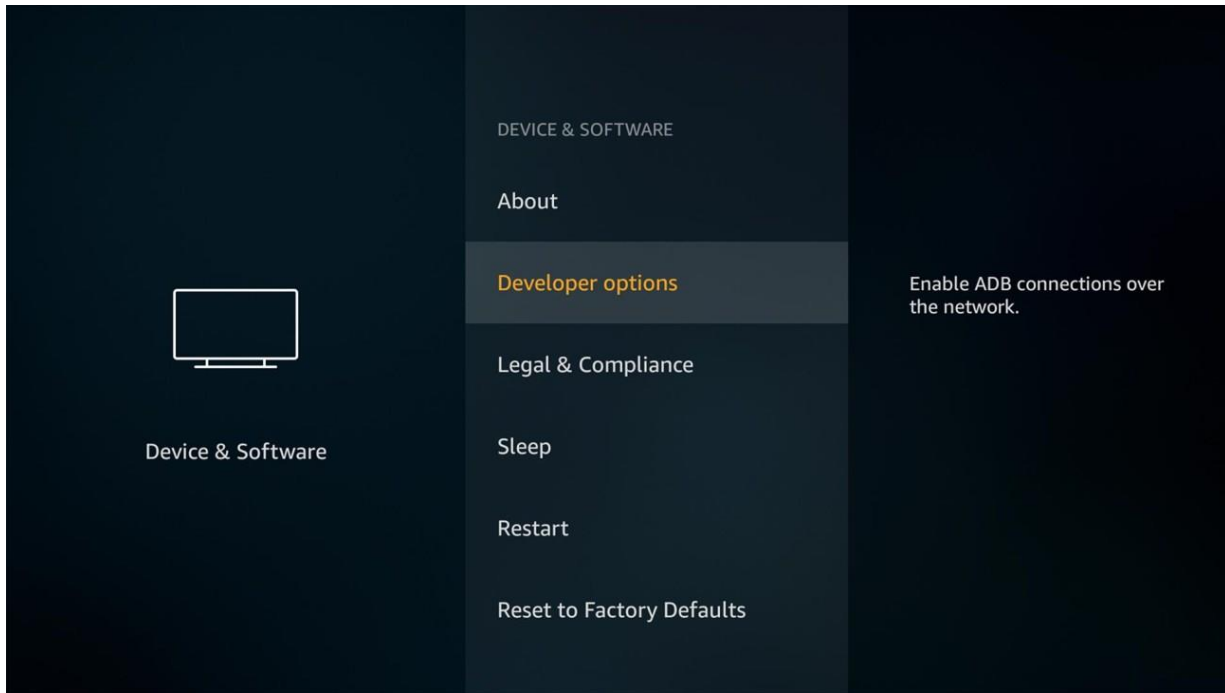 DEVICE & SOFTWARE
About
Developer options
Legal & Compliance
Sleep
Restart
Reset to Factory Defaults
Device & Software
Enable ADB connections over
the network.